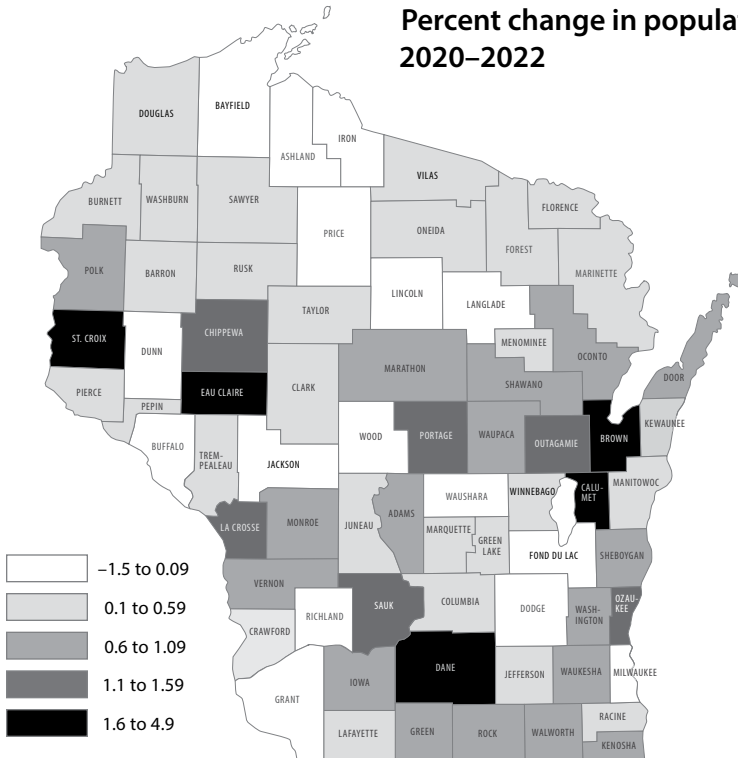 Percent change in popula
2020–2022
DOUGLAS
BAYFIELD
ASHLAND
IRON
VILAS
BURNETT
WASHBURN
SAWYER
PRICE
ONEIDA
FLORENCE
FOREST
MARINETTE
POLK
BARRON
RUSK
TAYLOR
LINCOLN
LANGLADE
ST. CROIX
DUNN
CHIPPEWA
MENOMINEE
OCONTO
MARATHON
SHAWANO
DOOR
PIERCE
PEPIN
EAU CLAIRE
CLARK
BUFFALO
TREM-
PEALEAU
JACKSON
WOOD
PORTAGE
WAUPACA
OUTAGAMIE
BROWN
KEWAUNEE
LA CROSSE
MONROE
JUNEAU
ADAMS
WAUSHARA
WINNEBAGO
CALU-
MET
MANITOWOC
MARQUETTE
GREEN
LAKE
FOND DU LAC
SHEBOYGAN
VERNON
CRAWFORD
RICHLAND
SAUK
COLUMBIA
DODGE
WASH-
INGTON
OZAU-
KEE
GRANT
IOWA
DANE
JEFFERSON
WAUKESHA
MILWAUKEE
LAFAYETTE
GREEN
ROCK
WALWORTH
RACINE
KENOSHA
–1.5 to 0.09
0.1 to 0.59
0.6 to 1.09
1.1 to 1.59
1.6 to 4.9